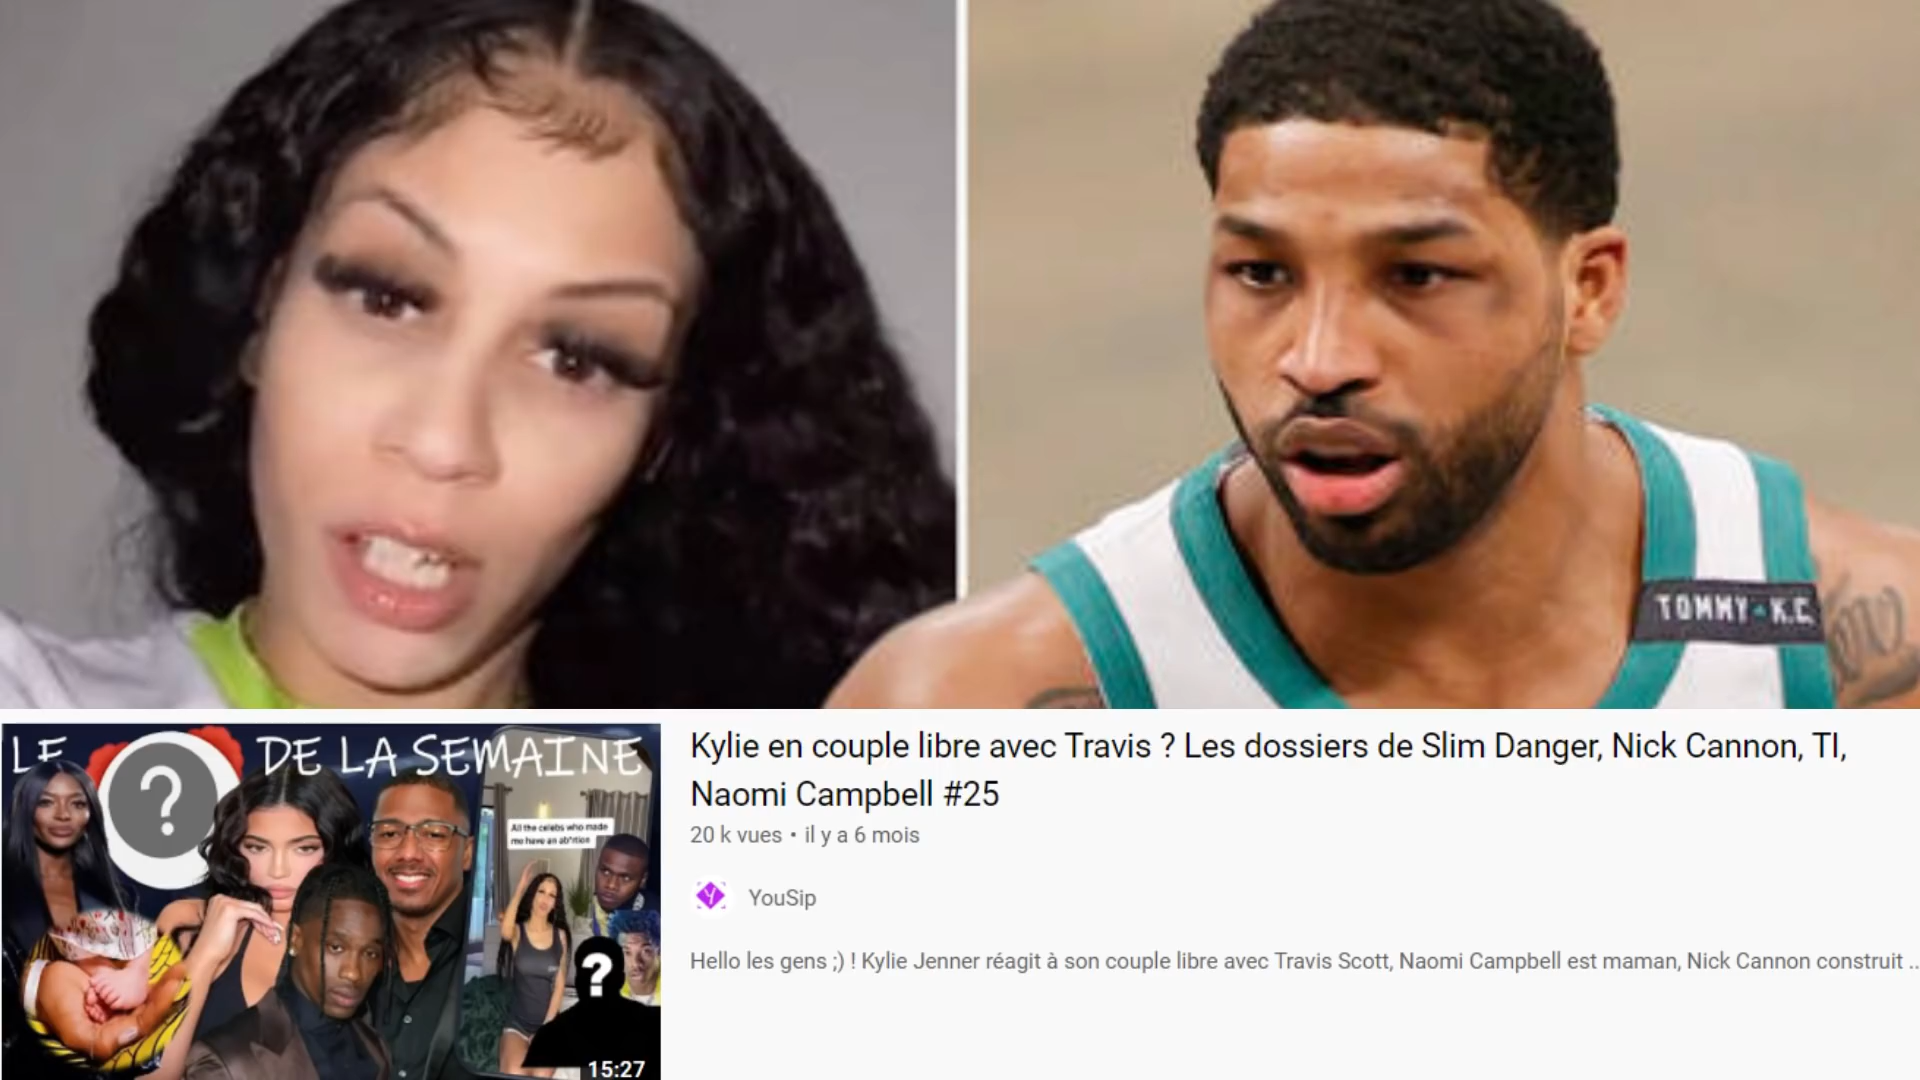 TOMMY K.C.
LE
DE LA SEMAINE
?
All the celebs who made
me have an ab*rtion
?
15:27
Kylie en couple libre avec Travis ? Les dossiers de Slim Danger, Nick Cannon, TI,
Naomi Campbell #25
20 k vues • il y a 6 mois
YouSip
Hello les gens ;) ! Kylie Jenner réagit à son couple libre avec Travis Scott, Naomi Campbell est maman, Nick Cannon construit ...